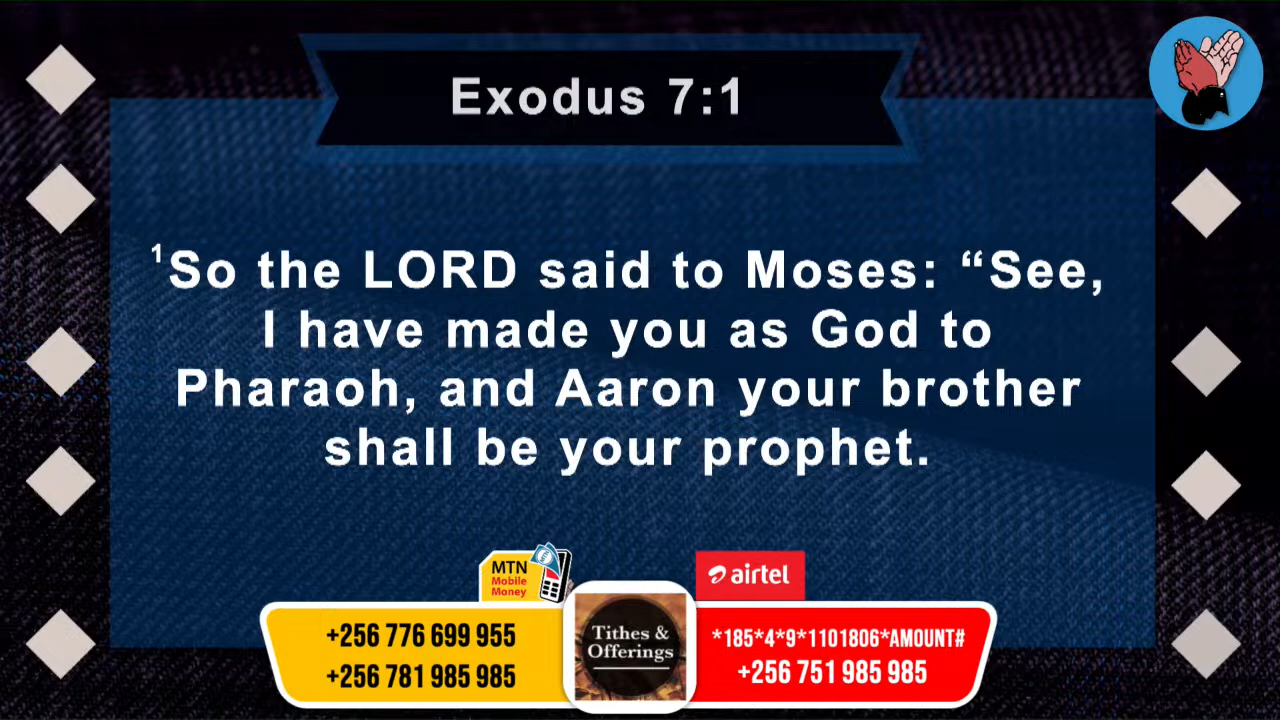 Exodus 7:1
¹So the LORD said to Moses: “See,
I have made you as God to
Pharaoh, and Aaron your brother
shall be your prophet.
MTN
Mobile
Money
airtel
+256 776 699 955
+256 781 985 985
Tithes &
Offerings
*185*4*9*1101806*AMOUNT#
+256 751 985 985